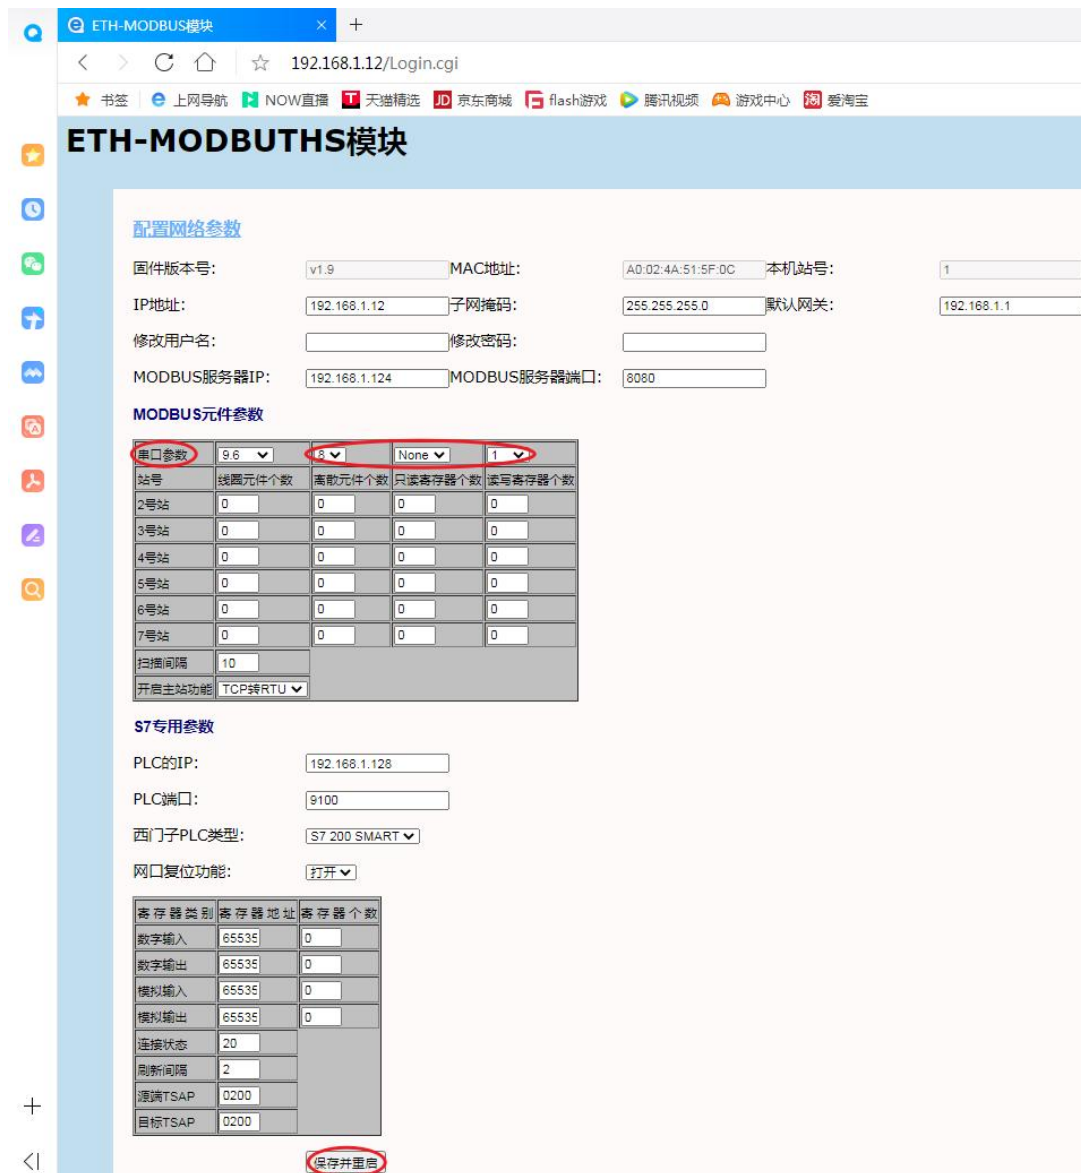 ETH-MODBUS模块
192.168.1.12/Login.cgi
书签 上网导航 NOW直播 天猫精选 京东商城 flash游戏 腾讯视频 游戏中心 爱淘宝
ETH-MODBUTHS模块
配置网络参数
固件版本号: v1.9 MAC地址: A0:02:4A:51:5F:0C 本机站号: 1
IP地址: 192.168.1.12 子网掩码: 255.255.255.0 默认网关: 192.168.1.1
修改用户名: 修改密码:
MODBUS服务器IP: 192.168.1.124 MODBUS服务器端口: 8080
MODBUS元件参数
串口参数 9.6 8 None 1
站号 线圈元件个数 离散元件个数 只读寄存器个数 读写寄存器个数
2号站 0 0 0 0
3号站 0 0 0 0
4号站 0 0 0 0
5号站 0 0 0 0
6号站 0 0 0 0
7号站 0 0 0 0
扫描间隔 10
开启主站功能 TCP转RTU
S7专用参数
PLC的IP: 192.168.1.128
PLC端口: 9100
西门子PLC类型: S7 200 SMART
网口复位功能: 打开
寄存器类别 寄存器地址 寄存器个数
数字输入 65535 0
数字输出 65535 0
模拟输入 65535 0
模拟输出 65535 0
连接状态 20
刷新间隔 2
源端TSAP 0200
目标TSAP 0200
保存并重启